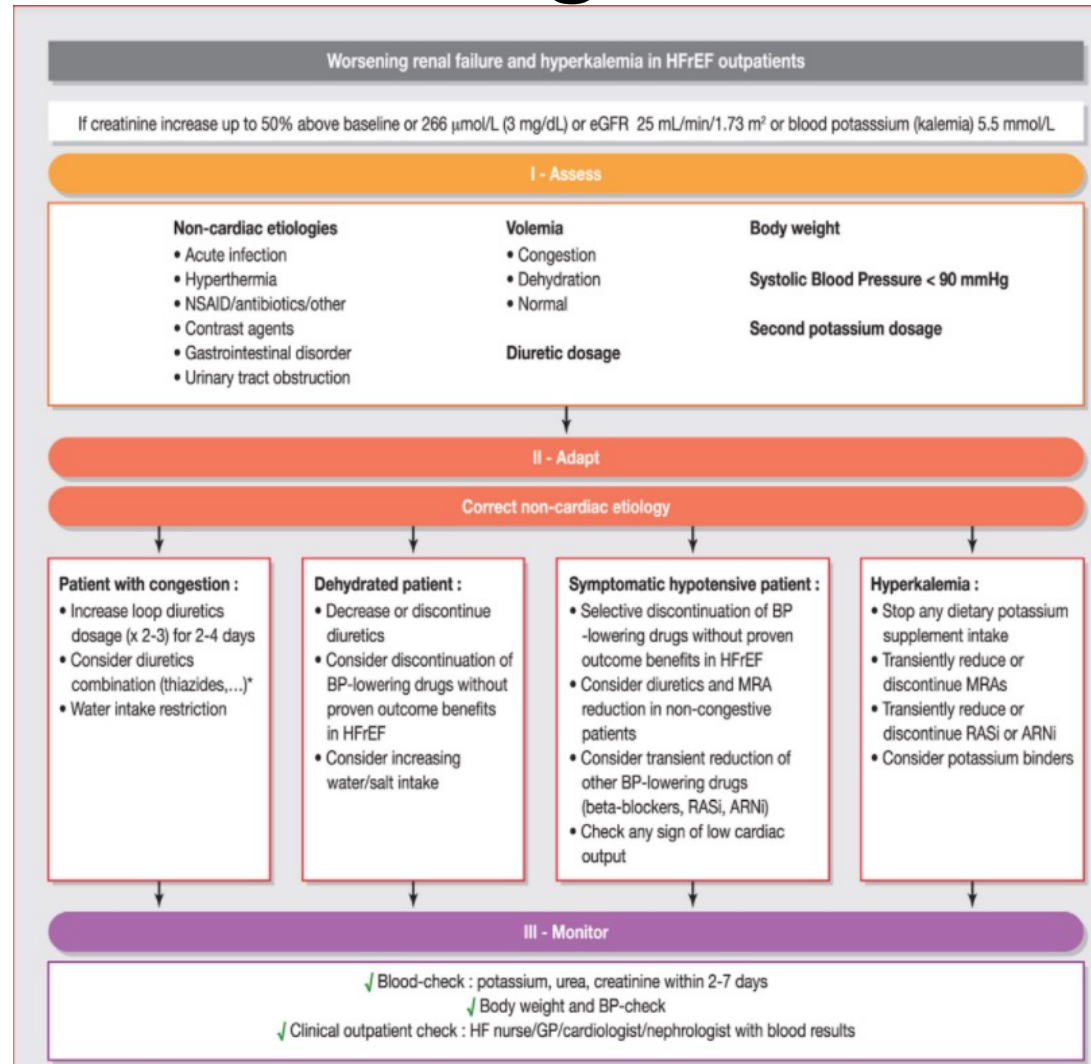 Worsening renal failure and hyperkalemia in HFrEF outpatients
If creatinine increase up to 50% above baseline or 266 μmol/L (3 mg/dL) or eGFR 25 mL/min/1.73 m² or blood potasssium (kalemia) 5.5 mmol/L
I - Assess
Non-cardiac etiologies
• Acute infection
• Hyperthermia
• NSAID/antibiotics/other
• Contrast agents
• Gastrointestinal disorder
• Urinary tract obstruction
Volemia
• Congestion
• Dehydration
• Normal
Diuretic dosage
Body weight
Systolic Blood Pressure < 90 mmHg
Second potassium dosage
II - Adapt
Correct non-cardiac etiology
Patient with congestion :
• Increase loop diuretics
dosage (x 2-3) for 2-4 days
• Consider diuretics
combination (thiazides,...)*
• Water intake restriction
Dehydrated patient :
• Decrease or discontinue
diuretics
• Consider discontinuation of
BP-lowering drugs without
proven outcome benefits
in HFrEF
• Consider increasing
water/salt intake
Symptomatic hypotensive patient :
• Selective discontinuation of BP
-lowering drugs without proven
outcome benefits in HFrEF
• Consider diuretics and MRA
reduction in non-congestive
patients
• Consider transient reduction of
other BP-lowering drugs
(beta-blockers, RASi, ARNi)
• Check any sign of low cardiac
output
Hyperkalemia :
• Stop any dietary potassium
supplement intake
• Transiently reduce or
discontinue MRAs
• Transiently reduce or
discontinue RASi or ARNi
• Consider potassium binders
III - Monitor
√ Blood-check : potassium, urea, creatinine within 2-7 days
√ Body weight and BP-check
√ Clinical outpatient check : HF nurse/GP/cardiologist/nephrologist with blood results